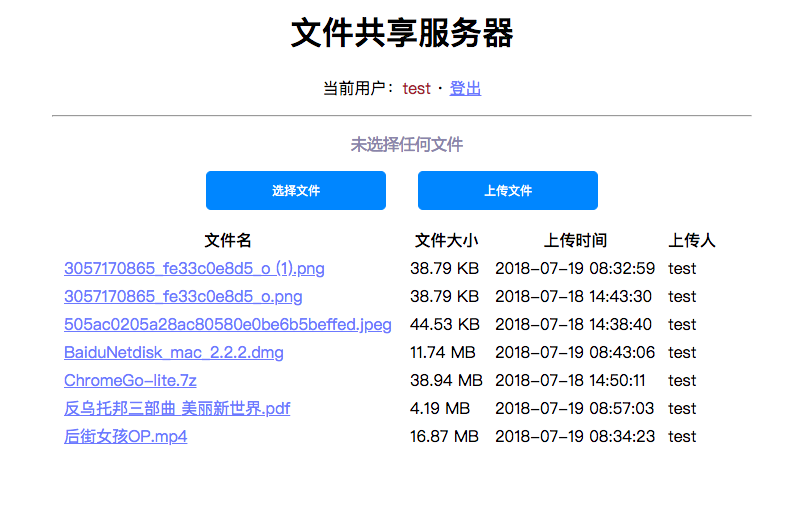 文件共享服务器
当前用户：test · 登出
未选择任何文件
选择文件 上传文件
文件名 文件大小 上传时间 上传人
3057170865_fe33c0e8d5_o (1).png 38.79 KB 2018-07-19 08:32:59 test
3057170865_fe33c0e8d5_o.png 38.79 KB 2018-07-18 14:43:30 test
505ac0205a28ac80580e0be6b5beffed.jpeg 44.53 KB 2018-07-18 14:38:40 test
BaiduNetdisk_mac_2.2.2.dmg 11.74 MB 2018-07-19 08:43:06 test
ChromeGo-lite.7z 38.94 MB 2018-07-18 14:50:11 test
反乌托邦三部曲 美丽新世界.pdf 4.19 MB 2018-07-19 08:57:03 test
后街女孩OP.mp4 16.87 MB 2018-07-19 08:34:23 test